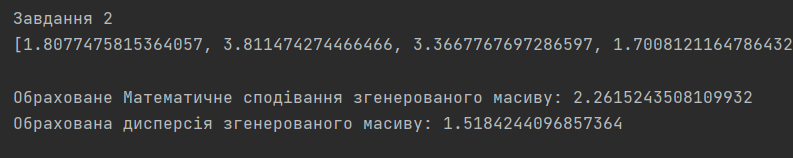 Завдання 2
[1.8077475815364057, 3.811474274466466, 3.3667767697286597, 1.7008121164786432
Обраховане Математичне сподівання згенерованого масиву: 2.2615243508109932
Обрахована дисперсія згенерованого масиву: 1.5184244096857364